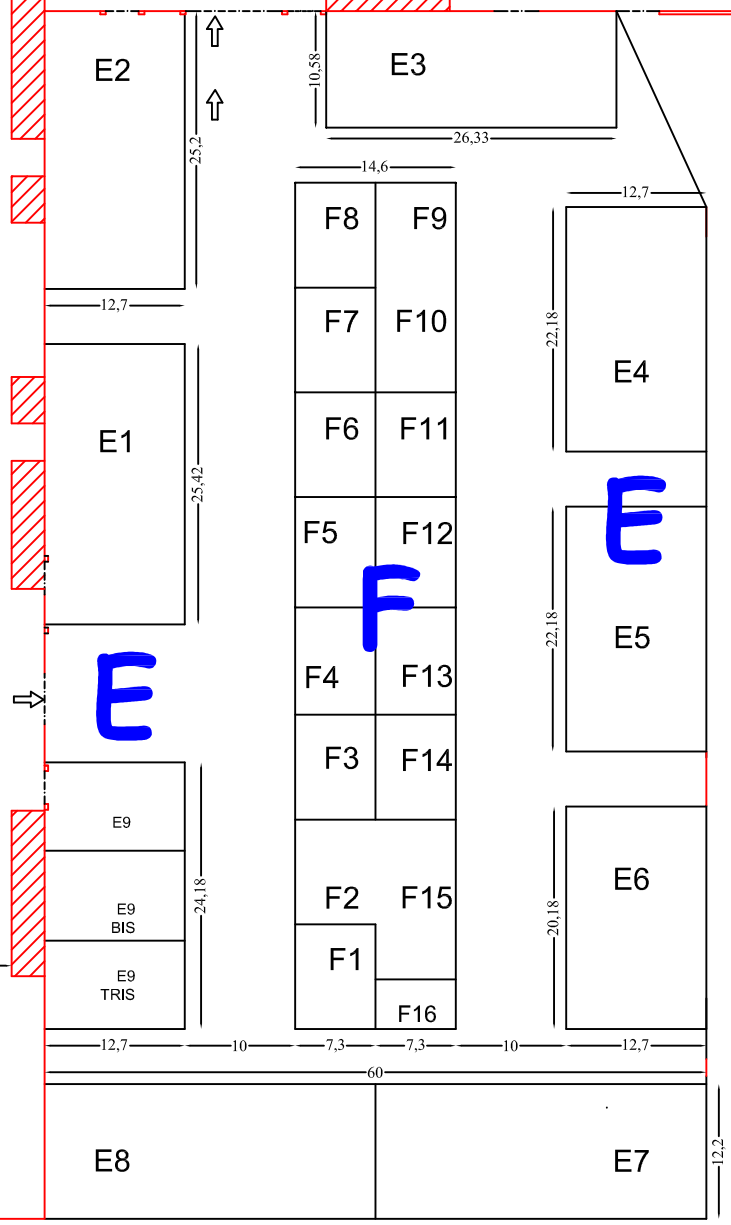 E2
E3
10,58
25,2
26,33
14,6
12,7
F8
F9
22,18
12,7
F7
F10
E4
E1
F6
F11
25,42
E
F5
F12
F
22,18
E5
E
F4
F13
F3
F14
E9
E6
24,18
F2
F15
20,18
E9
BIS
F1
E9
TRIS
F16
12,7
10
7,3
7,3
10
12,7
60
E8
E7
12,2